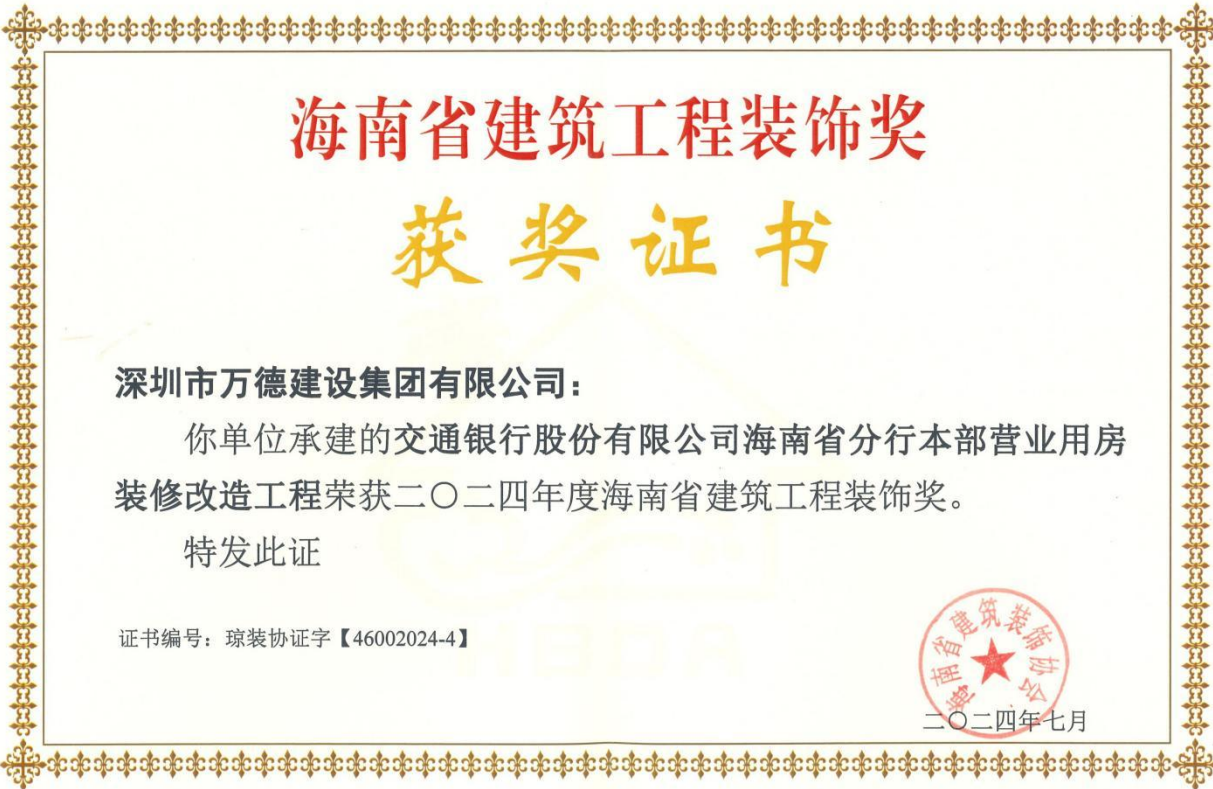 海南省建筑工程装饰奖
获奖证书
深圳市万德建设集团有限公司：
你单位承建的交通银行股份有限公司海南省分行本部营业用房
装修改造工程荣获二〇二四年度海南省建筑工程装饰奖。
特发此证
证书编号：琼装协证字【46002024-4】
海南省建筑装饰协会
二〇二四年七月